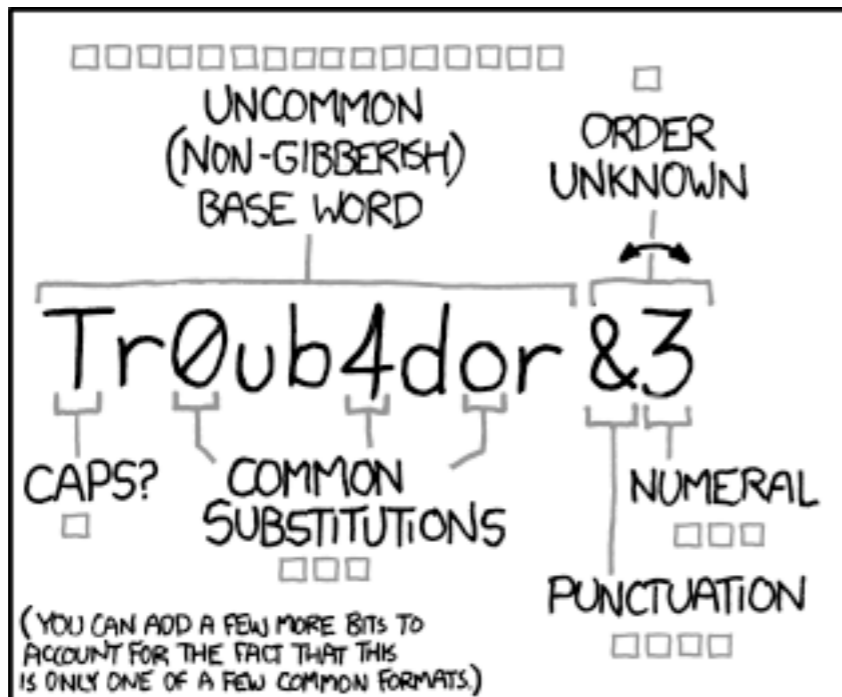 UNCOMMON
(NON-GIBBERISH)
BASE WORD
ORDER
UNKNOWN
Tr0ub4dor &3
CAPS?
COMMON
SUBSTITUTIONS
NUMERAL
PUNCTUATION
(YOU CAN ADD A FEW MORE BITS TO
ACCOUNT FOR THE FACT THAT THIS
IS ONLY ONE OF A FEW COMMON FORMATS.)